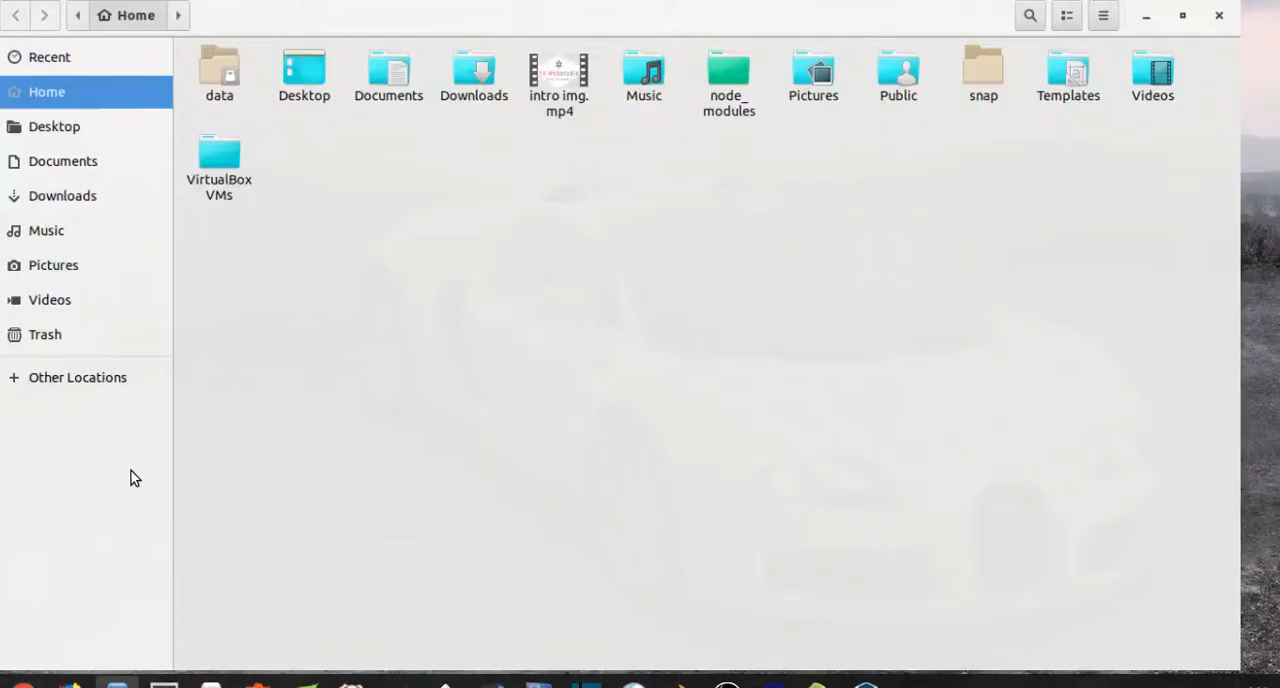 Home
Recent
Home
Desktop
Documents
Downloads
Music
Pictures
Videos
Trash
Other Locations
data
Desktop
Documents
Downloads
intro img.
mp4
Music
node_
modules
Pictures
Public
snap
Templates
Videos
VirtualBox
VMs